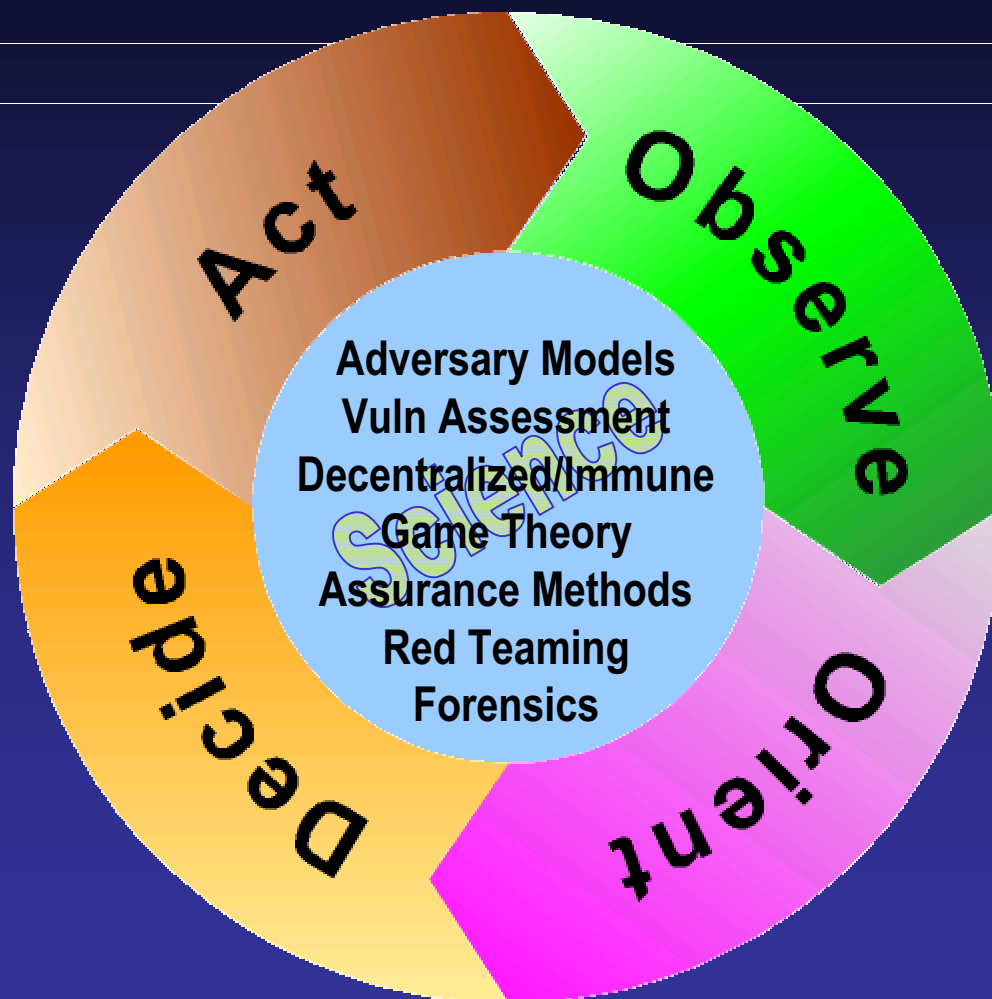 Act
Observe
Orient
Decide
Science
Adversary Models
Vuln Assessment
Decentralized/Immune
Game Theory
Assurance Methods
Red Teaming
Forensics